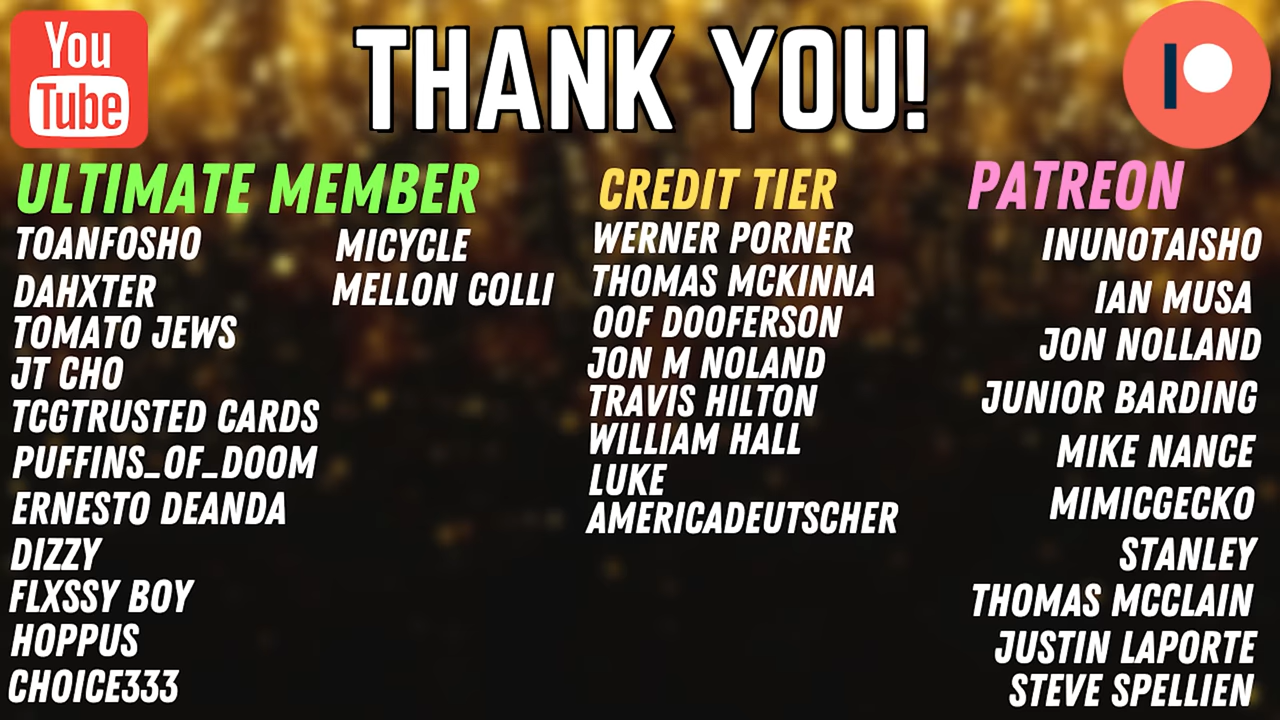 You
Tube
THANK YOU!
ULTIMATE MEMBER
TOANFOSHO
DAHXTER
TOMATO JEWS
JT CHO
TCGTRUSTED CARDS
PUFFINS_OF_DOOM
ERNESTO DEANDA
DIZZY
FLXSSY BOY
HOPPUS
CHOICE333
MICYCLE
MELLON COLLI
CREDIT TIER
WERNER PORNER
THOMAS MCKINNA
OOF DOOFERSON
JON M NOLAND
TRAVIS HILTON
WILLIAM HALL
LUKE
AMERICADEUTSCHER
PATREON
INUNOTAISHO
IAN MUSA
JON NOLLAND
JUNIOR BARDING
MIKE NANCE
MIMICGECKO
STANLEY
THOMAS MCCLAIN
JUSTIN LAPORTE
STEVE SPELLIEN